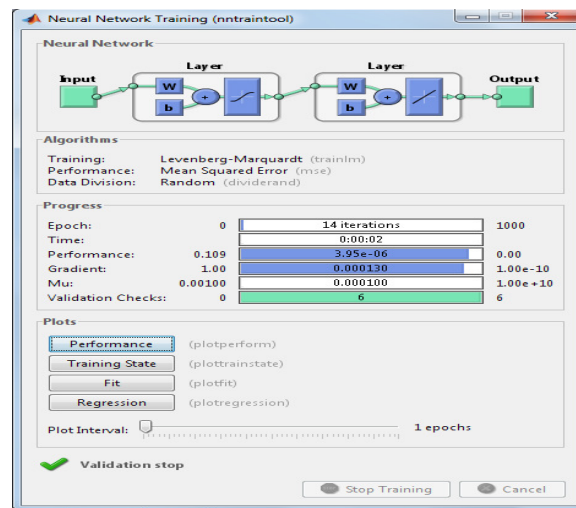 Neural Network Training (nntraintool)
Neural Network
Layer Layer
Input Output
W W
b b
+ +
Algorithms
Training: Levenberg-Marquardt (trainlm)
Performance: Mean Squared Error (mse)
Data Division: Random (dividerand)
Progress
Epoch: 0 14 iterations 1000
Time: 0:00:02
Performance: 0.109 3.95e-06 0.00
Gradient: 1.00 0.000130 1.00e-10
Mu: 0.00100 0.000100 1.00e+10
Validation Checks: 0 6 6
Plots
Performance (plotperform)
Training State (plottrainstate)
Fit (plotfit)
Regression (plotregression)
Plot Interval: 1 epochs
Validation stop
Stop Training Cancel